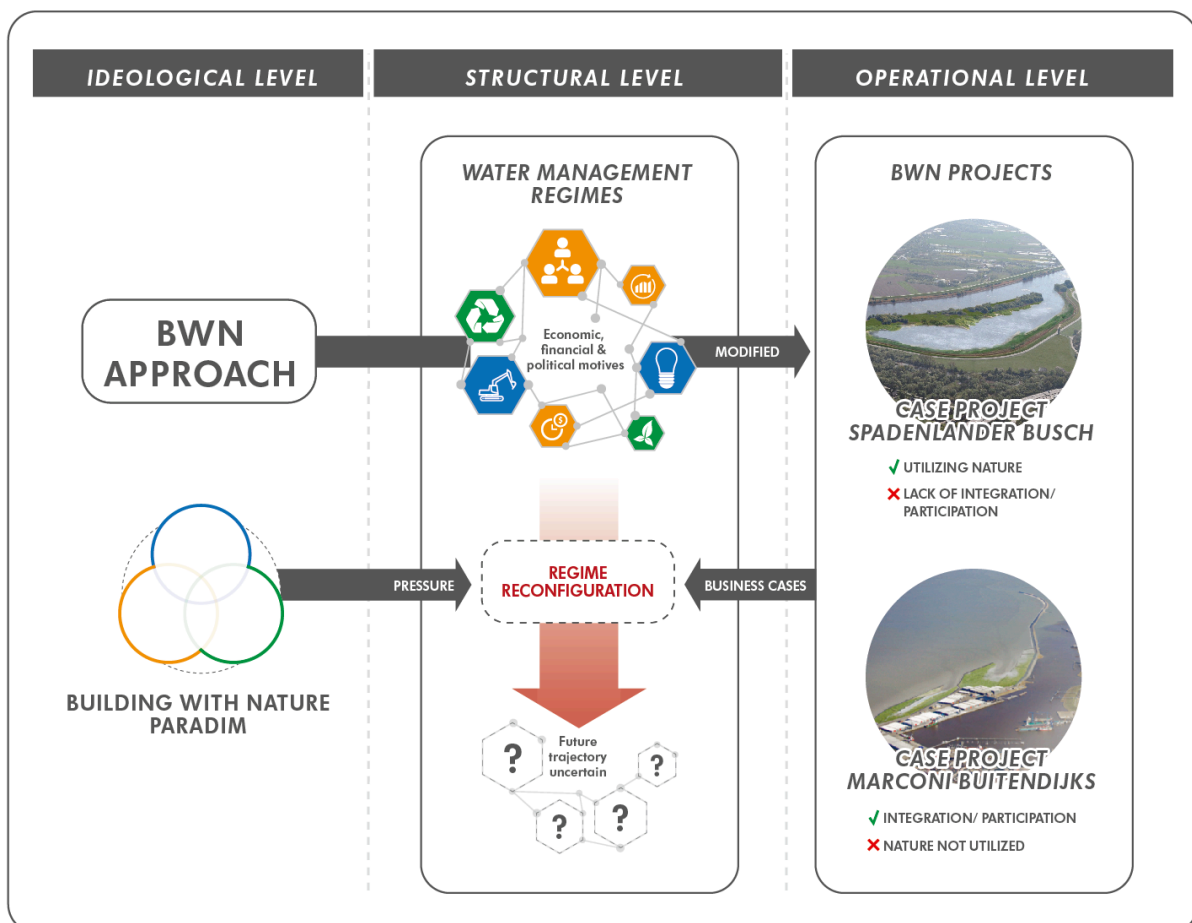 IDEOLOGICAL LEVEL
STRUCTURAL LEVEL
OPERATIONAL LEVEL
WATER MANAGEMENT
REGIMES
BWN PROJECTS
BWN
APPROACH
Economic,
financial &
political motives
MODIFIED
CASE PROJECT
SPADENLANDER BUSCH
✓ UTILIZING NATURE
✗ LACK OF INTEGRATION/
PARTICIPATION
PRESSURE
REGIME
RECONFIGURATION
BUSINESS CASES
BUILDING WITH NATURE
PARADIM
$
?
Future
trajectory
uncertain
?
?
?
CASE PROJECT
MARCONI BUITENDIJKS
✓ INTEGRATION/ PARTICIPATION
✗ NATURE NOT UTILIZED